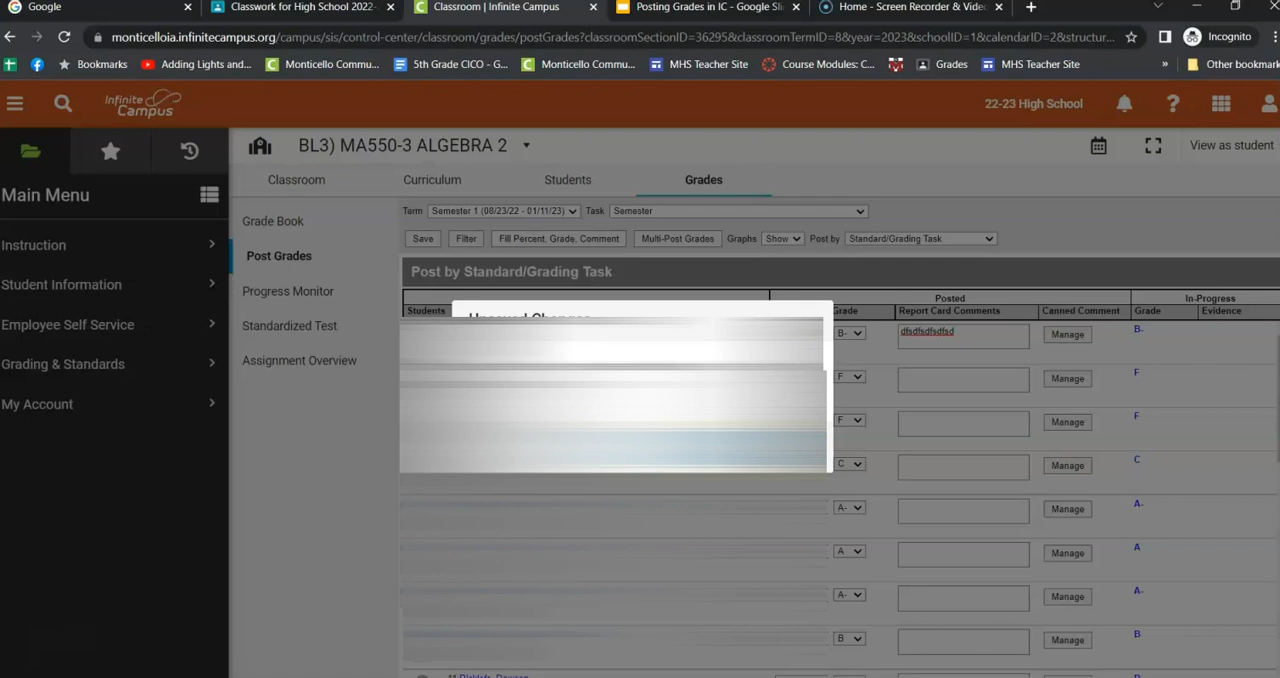 Google
Classwork for High School 2022-
Classroom | Infinite Campus
Posting Grades in IC - Google Sli
Home - Screen Recorder & Video
monticelloia.infinitecampus.org/campus/sis/control-center/classroom/grades/postGrades?classroomSectionID=36295&classroomTermID=8&year=2023&schoolID=1&calendarID=2&structur...
Incognito
Bookmarks
Adding Lights and...
Monticello Commu...
5th Grade CICO - G...
Monticello Commu...
MHS Teacher Site
Course Modules: C...
Grades
MHS Teacher Site
»
Other bookmark
Infinite Campus
22-23 High School
BL3) MA550-3 ALGEBRA 2
View as student
Main Menu
Classroom
Curriculum
Students
Grades
Instruction
Student Information
Employee Self Service
Grading & Standards
My Account
Grade Book
Post Grades
Progress Monitor
Standardized Test
Assignment Overview
Term Semester 1 (08/23/22 - 01/11/23) Task Semester
Save Filter Fill Percent, Grade, Comment Multi-Post Grades Graphs Show Post by Standard/Grading Task
Post by Standard/Grading Task
Posted In-Progress
Students Grade Report Card Comments Canned Comment Grade Evidence
Unsaved Changes
B- dfsdfsdfsdfsd Manage B-
F Manage F
F Manage F
C Manage C
A- Manage A-
A Manage A
A- Manage A-
B Manage B